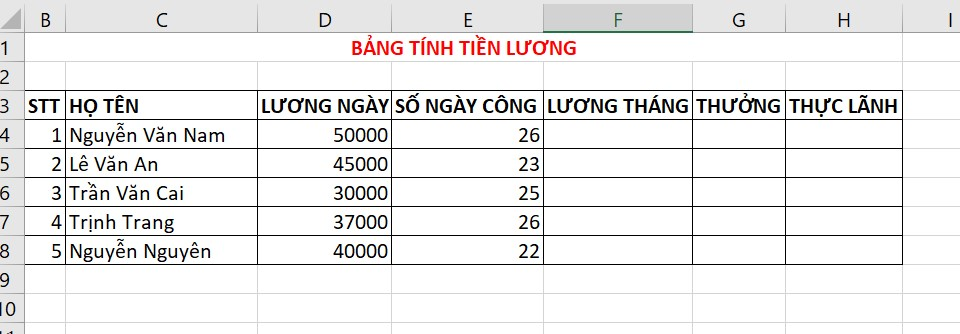 B C D E F G H I
1 BẢNG TÍNH TIỀN LƯƠNG
2
3 STT HỌ TÊN LƯƠNG NGÀY SỐ NGÀY CÔNG LƯƠNG THÁNG THƯỞNG THỰC LÃNH
4 1 Nguyễn Văn Nam 50000 26
5 2 Lê Văn An 45000 23
6 3 Trần Văn Cai 30000 25
7 4 Trịnh Trang 37000 26
8 5 Nguyễn Nguyên 40000 22
9
10